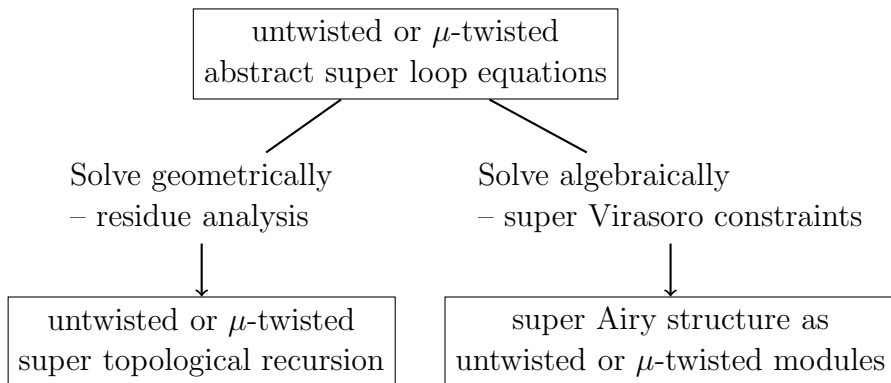 untwisted or μ-twisted
abstract super loop equations
Solve geometrically
– residue analysis
Solve algebraically
– super Virasoro constraints
untwisted or μ-twisted
super topological recursion
super Airy structure as
untwisted or μ-twisted modules